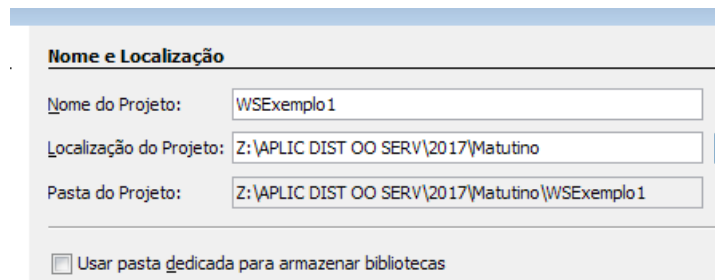 Nome e Localização
Nome do Projeto: WSExemplo1
Localização do Projeto: Z:\APLIC DIST OO SERV\2017\Matutino
Pasta do Projeto: Z:\APLIC DIST OO SERV\2017\Matutino\WSExemplo1
Usar pasta dedicada para armazenar bibliotecas